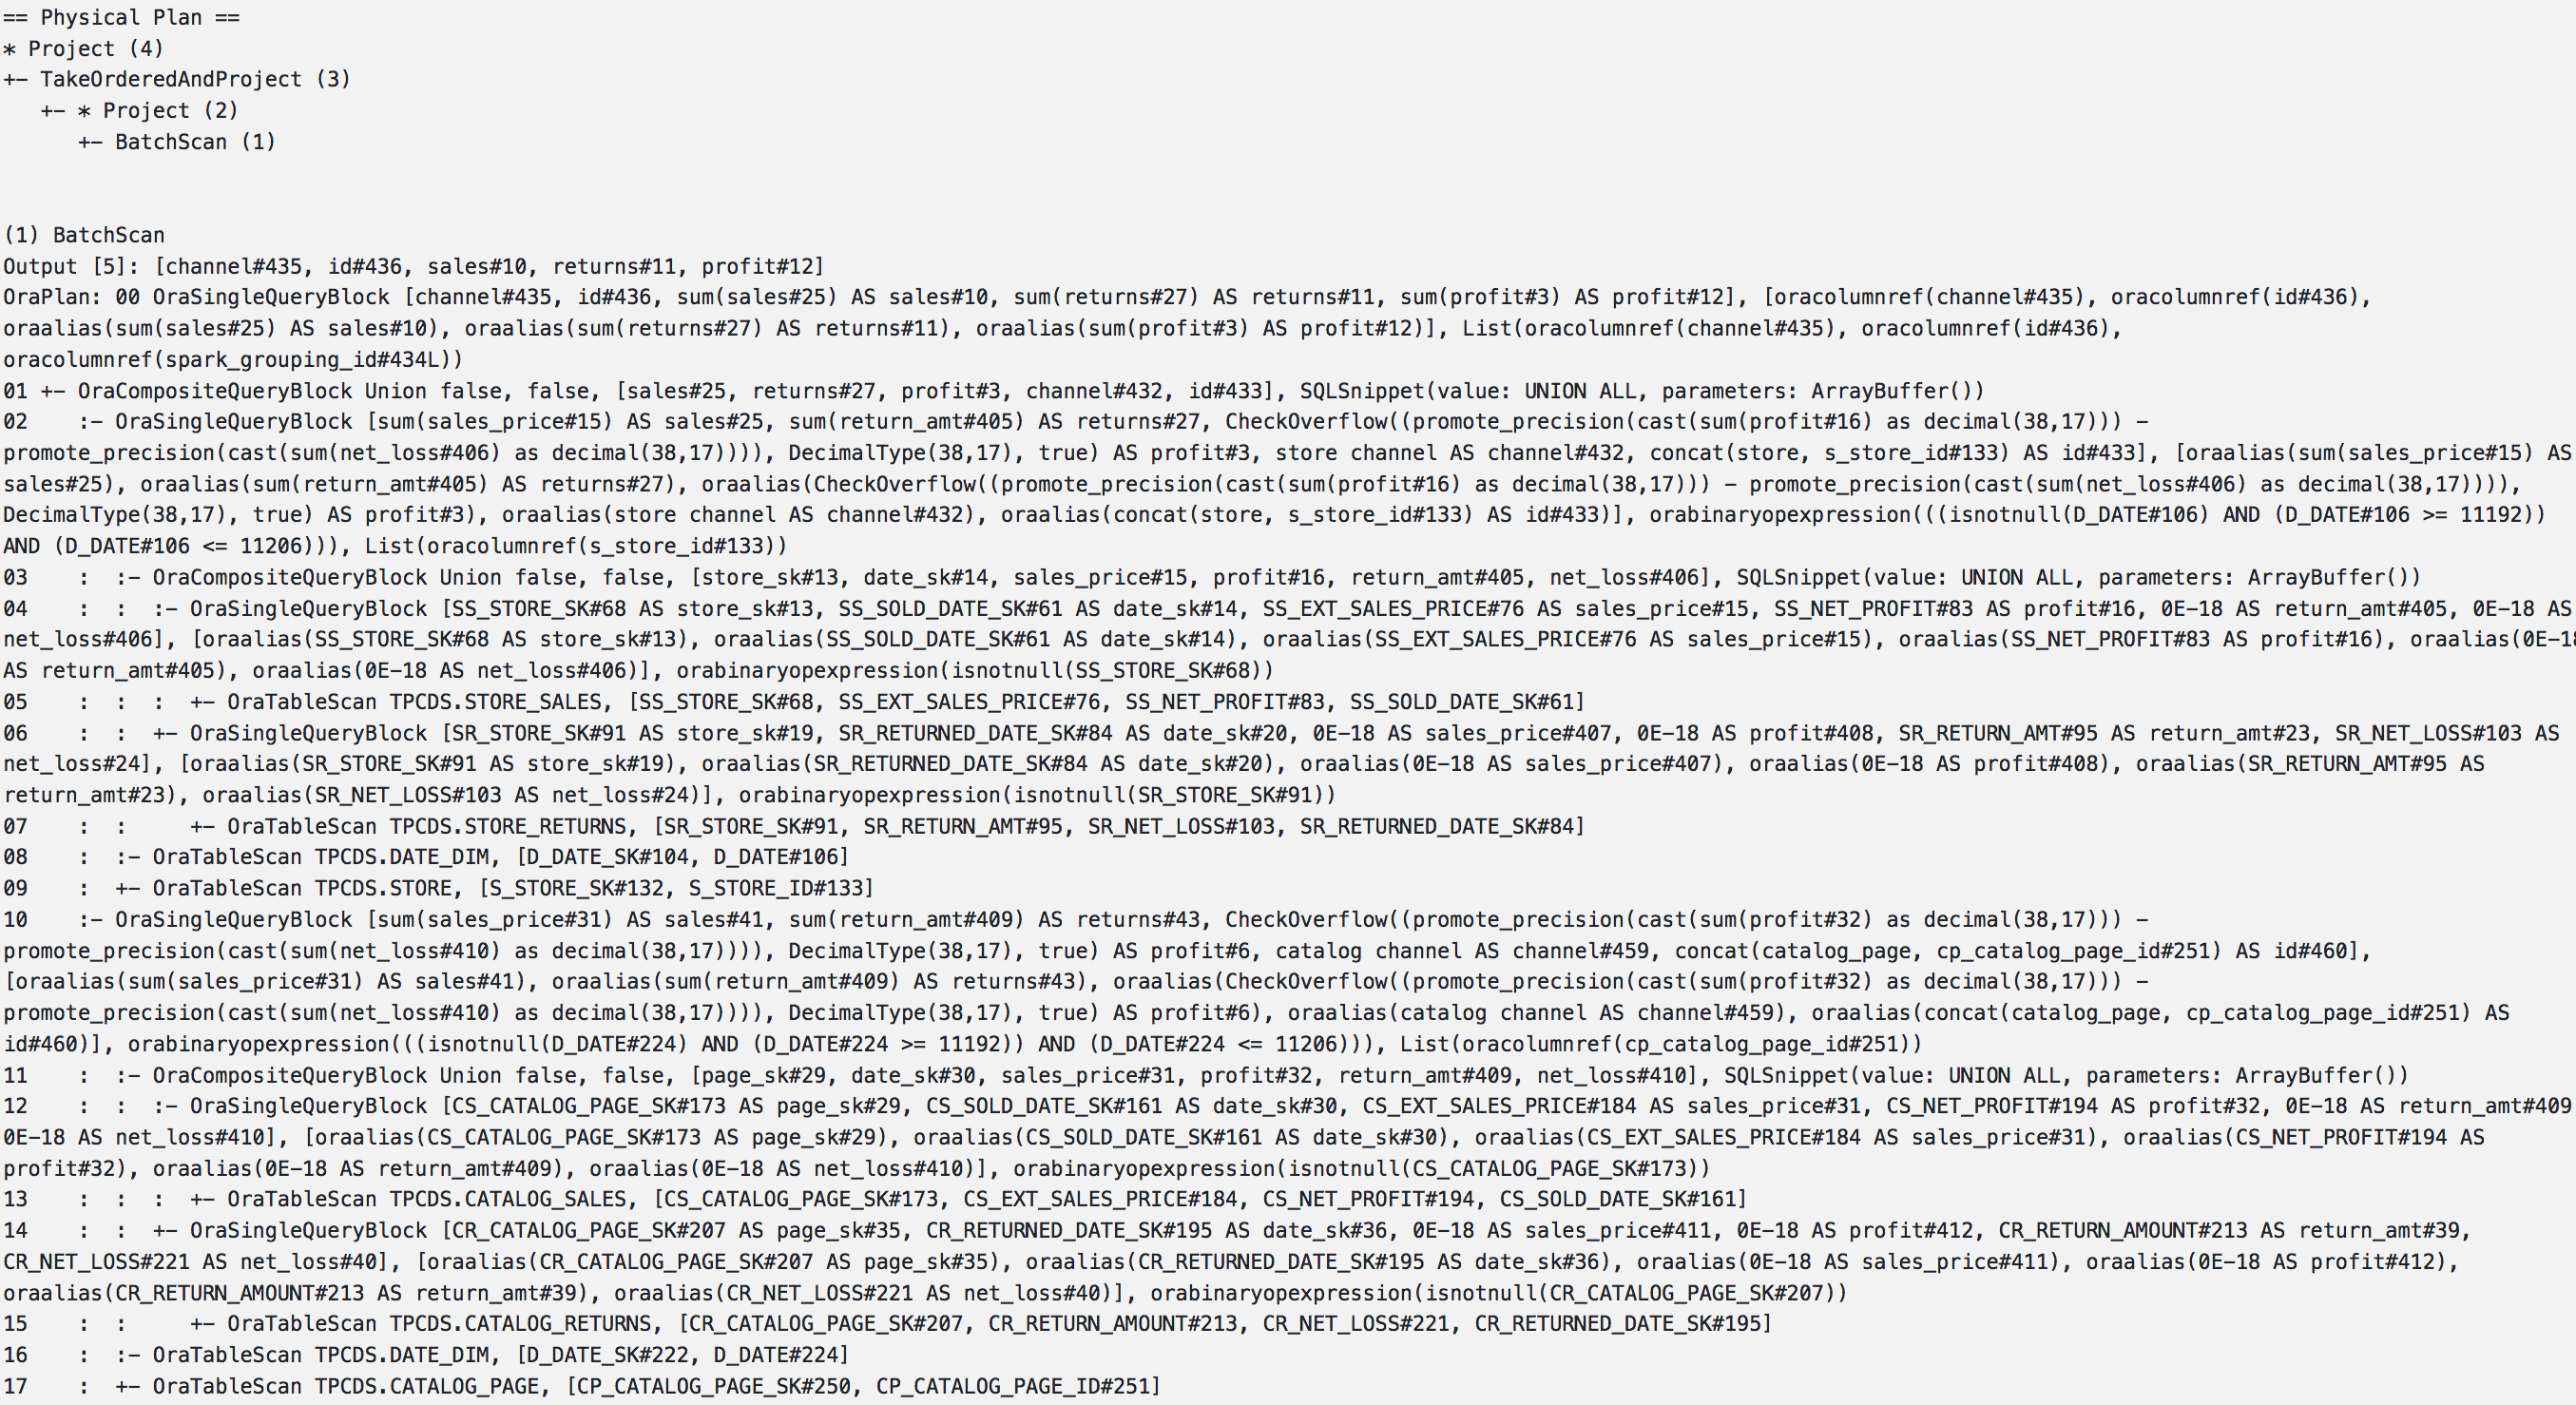 == Physical Plan ==
* Project (4)
+- TakeOrderedAndProject (3)
   +- * Project (2)
      +- BatchScan (1)
(1) BatchScan
Output [5]: [channel#435, id#436, sales#10, returns#11, profit#12]
OraPlan: 00 OraSingleQueryBlock [channel#435, id#436, sum(sales#25) AS sales#10, sum(returns#27) AS returns#11, sum(profit#3) AS profit#12], [oracolumnref(channel#435), oracolumnref(id#436),
oraalias(sum(sales#25) AS sales#10), oraalias(sum(returns#27) AS returns#11), oraalias(sum(profit#3) AS profit#12)], List(oracolumnref(channel#435), oracolumnref(id#436),
oracolumnref(spark_grouping_id#434L))
01 +- OraCompositeQueryBlock Union false, false, [sales#25, returns#27, profit#3, channel#432, id#433], SQLSnippet(value: UNION ALL, parameters: ArrayBuffer())
02    :- OraSingleQueryBlock [sum(sales_price#15) AS sales#25, sum(return_amt#405) AS returns#27, CheckOverflow((promote_precision(cast(sum(profit#16) as decimal(38,17))) -
promote_precision(cast(sum(net_loss#406) as decimal(38,17)))), DecimalType(38,17), true) AS profit#3, store channel AS channel#432, concat(store, s_store_id#133) AS id#433], [oraalias(sum(sales_price#15) AS
sales#25), oraalias(sum(return_amt#405) AS returns#27), oraalias(CheckOverflow((promote_precision(cast(sum(profit#16) as decimal(38,17))) - promote_precision(cast(sum(net_loss#406) as decimal(38,17)))),
DecimalType(38,17), true) AS profit#3), oraalias(store channel AS channel#432), oraalias(concat(store, s_store_id#133) AS id#433)], orabinaryopexpression(((isnotnull(D_DATE#106) AND (D_DATE#106 >= 11192))
AND (D_DATE#106 <= 11206))), List(oracolumnref(s_store_id#133))
03    :  :- OraCompositeQueryBlock Union false, false, [store_sk#13, date_sk#14, sales_price#15, profit#16, return_amt#405, net_loss#406], SQLSnippet(value: UNION ALL, parameters: ArrayBuffer())
04    :  :  :- OraSingleQueryBlock [SS_STORE_SK#68 AS store_sk#13, SS_SOLD_DATE_SK#61 AS date_sk#14, SS_EXT_SALES_PRICE#76 AS sales_price#15, SS_NET_PROFIT#83 AS profit#16, 0E-18 AS return_amt#405, 0E-18 AS
net_loss#406], [oraalias(SS_STORE_SK#68 AS store_sk#13), oraalias(SS_SOLD_DATE_SK#61 AS date_sk#14), oraalias(SS_EXT_SALES_PRICE#76 AS sales_price#15), oraalias(SS_NET_PROFIT#83 AS profit#16), oraalias(0E-18
AS return_amt#405), oraalias(0E-18 AS net_loss#406)], orabinaryopexpression(isnotnull(SS_STORE_SK#68))
05    :  :  :  +- OraTableScan TPCDS.STORE_SALES, [SS_STORE_SK#68, SS_EXT_SALES_PRICE#76, SS_NET_PROFIT#83, SS_SOLD_DATE_SK#61]
06    :  :  +- OraSingleQueryBlock [SR_STORE_SK#91 AS store_sk#19, SR_RETURNED_DATE_SK#84 AS date_sk#20, 0E-18 AS sales_price#407, 0E-18 AS profit#408, SR_RETURN_AMT#95 AS return_amt#23, SR_NET_LOSS#103 AS
net_loss#24], [oraalias(SR_STORE_SK#91 AS store_sk#19), oraalias(SR_RETURNED_DATE_SK#84 AS date_sk#20), oraalias(0E-18 AS sales_price#407), oraalias(0E-18 AS profit#408), oraalias(SR_RETURN_AMT#95 AS
return_amt#23), oraalias(SR_NET_LOSS#103 AS net_loss#24)], orabinaryopexpression(isnotnull(SR_STORE_SK#91))
07    :  :     +- OraTableScan TPCDS.STORE_RETURNS, [SR_STORE_SK#91, SR_RETURN_AMT#95, SR_NET_LOSS#103, SR_RETURNED_DATE_SK#84]
08    :  :- OraTableScan TPCDS.DATE_DIM, [D_DATE_SK#104, D_DATE#106]
09    :  +- OraTableScan TPCDS.STORE, [S_STORE_SK#132, S_STORE_ID#133]
10    :- OraSingleQueryBlock [sum(sales_price#31) AS sales#41, sum(return_amt#409) AS returns#43, CheckOverflow((promote_precision(cast(sum(profit#32) as decimal(38,17))) -
promote_precision(cast(sum(net_loss#410) as decimal(38,17)))), DecimalType(38,17), true) AS profit#6, catalog channel AS channel#459, concat(catalog_page, cp_catalog_page_id#251) AS id#460],
[oraalias(sum(sales_price#31) AS sales#41), oraalias(sum(return_amt#409) AS returns#43), oraalias(CheckOverflow((promote_precision(cast(sum(profit#32) as decimal(38,17))) -
promote_precision(cast(sum(net_loss#410) as decimal(38,17)))), DecimalType(38,17), true) AS profit#6), oraalias(catalog channel AS channel#459), oraalias(concat(catalog_page, cp_catalog_page_id#251) AS
id#460)], orabinaryopexpression(((isnotnull(D_DATE#224) AND (D_DATE#224 >= 11192)) AND (D_DATE#224 <= 11206))), List(oracolumnref(cp_catalog_page_id#251))
11    :  :- OraCompositeQueryBlock Union false, false, [page_sk#29, date_sk#30, sales_price#31, profit#32, return_amt#409, net_loss#410], SQLSnippet(value: UNION ALL, parameters: ArrayBuffer())
12    :  :  :- OraSingleQueryBlock [CS_CATALOG_PAGE_SK#173 AS page_sk#29, CS_SOLD_DATE_SK#161 AS date_sk#30, CS_EXT_SALES_PRICE#184 AS sales_price#31, CS_NET_PROFIT#194 AS profit#32, 0E-18 AS return_amt#409
0E-18 AS net_loss#410], [oraalias(CS_CATALOG_PAGE_SK#173 AS page_sk#29), oraalias(CS_SOLD_DATE_SK#161 AS date_sk#30), oraalias(CS_EXT_SALES_PRICE#184 AS sales_price#31), oraalias(CS_NET_PROFIT#194 AS
profit#32), oraalias(0E-18 AS return_amt#409), oraalias(0E-18 AS net_loss#410)], orabinaryopexpression(isnotnull(CS_CATALOG_PAGE_SK#173))
13    :  :  :  +- OraTableScan TPCDS.CATALOG_SALES, [CS_CATALOG_PAGE_SK#173, CS_EXT_SALES_PRICE#184, CS_NET_PROFIT#194, CS_SOLD_DATE_SK#161]
14    :  :  +- OraSingleQueryBlock [CR_CATALOG_PAGE_SK#207 AS page_sk#35, CR_RETURNED_DATE_SK#195 AS date_sk#36, 0E-18 AS sales_price#411, 0E-18 AS profit#412, CR_RETURN_AMOUNT#213 AS return_amt#39,
CR_NET_LOSS#221 AS net_loss#40], [oraalias(CR_CATALOG_PAGE_SK#207 AS page_sk#35), oraalias(CR_RETURNED_DATE_SK#195 AS date_sk#36), oraalias(0E-18 AS sales_price#411), oraalias(0E-18 AS profit#412),
oraalias(CR_RETURN_AMOUNT#213 AS return_amt#39), oraalias(CR_NET_LOSS#221 AS net_loss#40)], orabinaryopexpression(isnotnull(CR_CATALOG_PAGE_SK#207))
15    :  :     +- OraTableScan TPCDS.CATALOG_RETURNS, [CR_CATALOG_PAGE_SK#207, CR_RETURN_AMOUNT#213, CR_NET_LOSS#221, CR_RETURNED_DATE_SK#195]
16    :  :- OraTableScan TPCDS.DATE_DIM, [D_DATE_SK#222, D_DATE#224]
17    :  +- OraTableScan TPCDS.CATALOG_PAGE, [CP_CATALOG_PAGE_SK#250, CP_CATALOG_PAGE_ID#251]